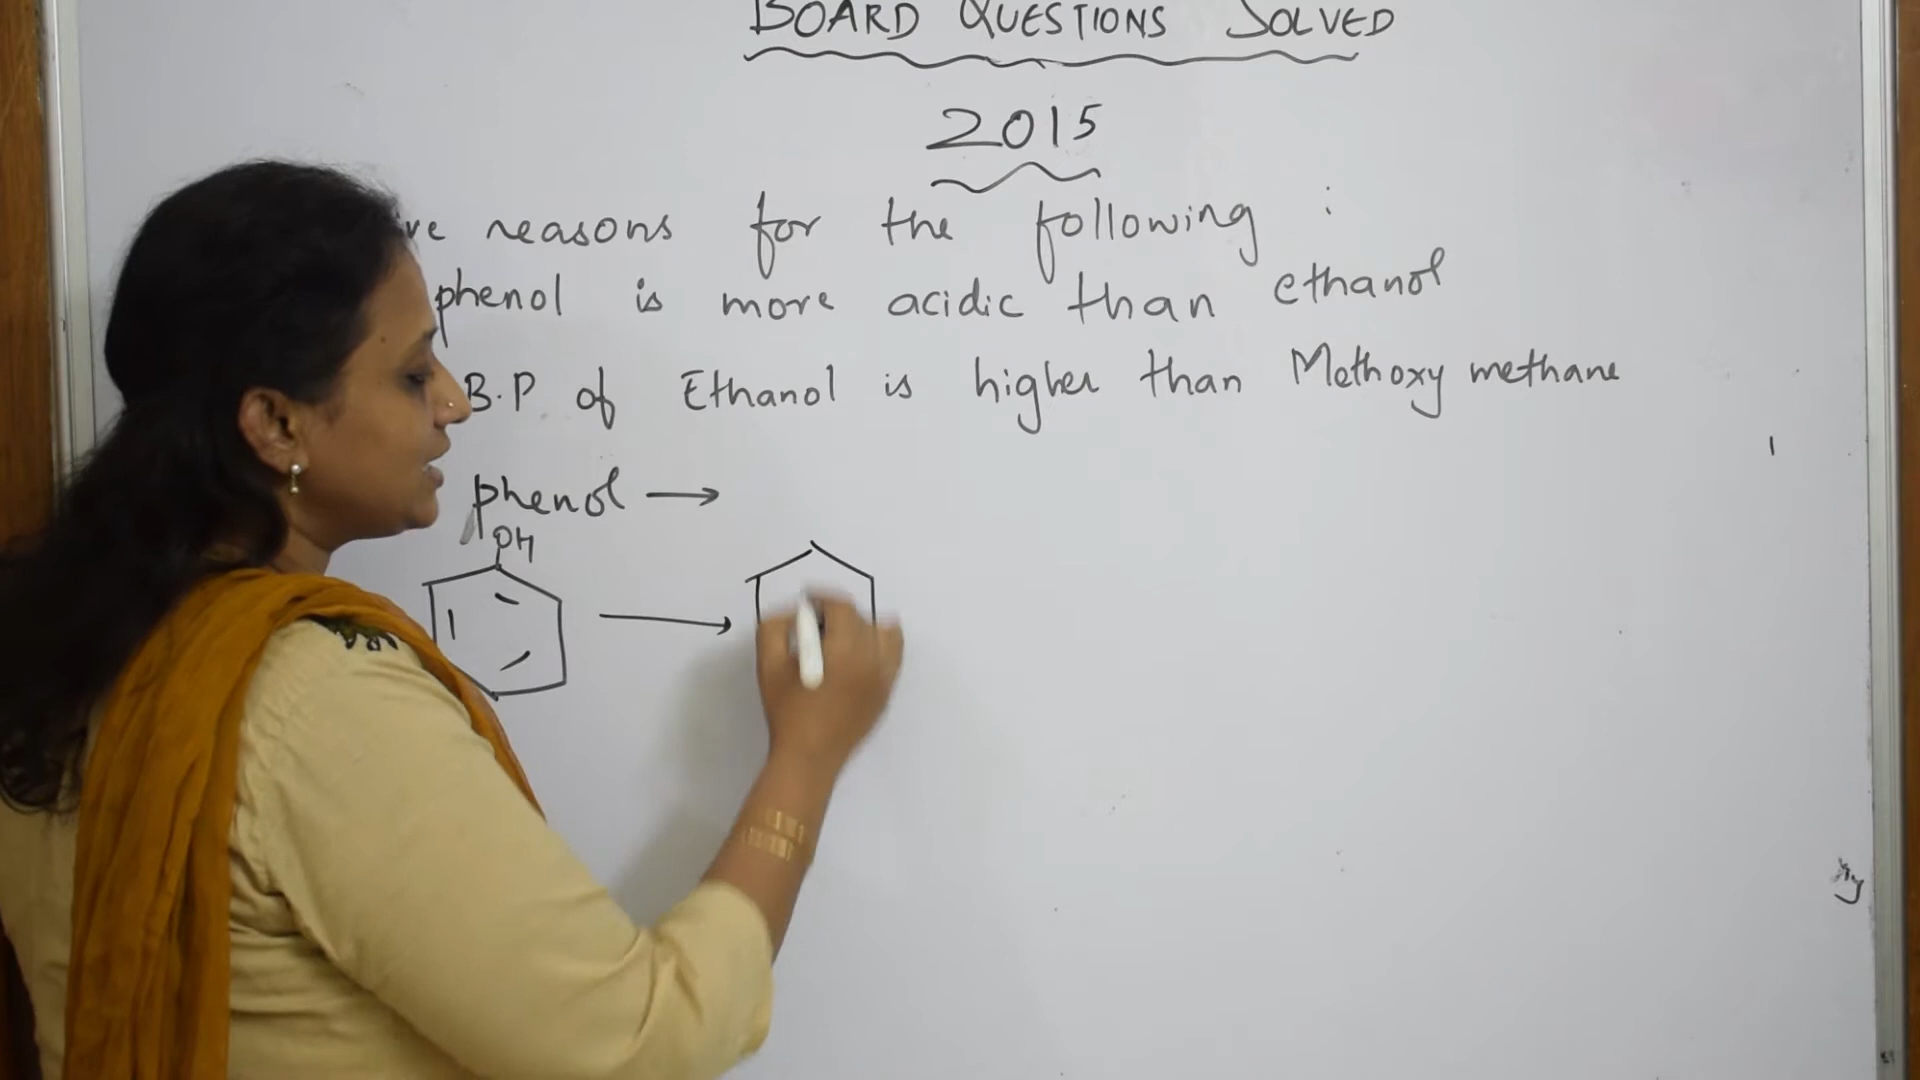 BOARD QUESTIONS SOLVED
2015
ive reasons for the following :
phenol is more acidic than ethanol
B.P of Ethanol is higher than Methoxy methane
phenol →
OH